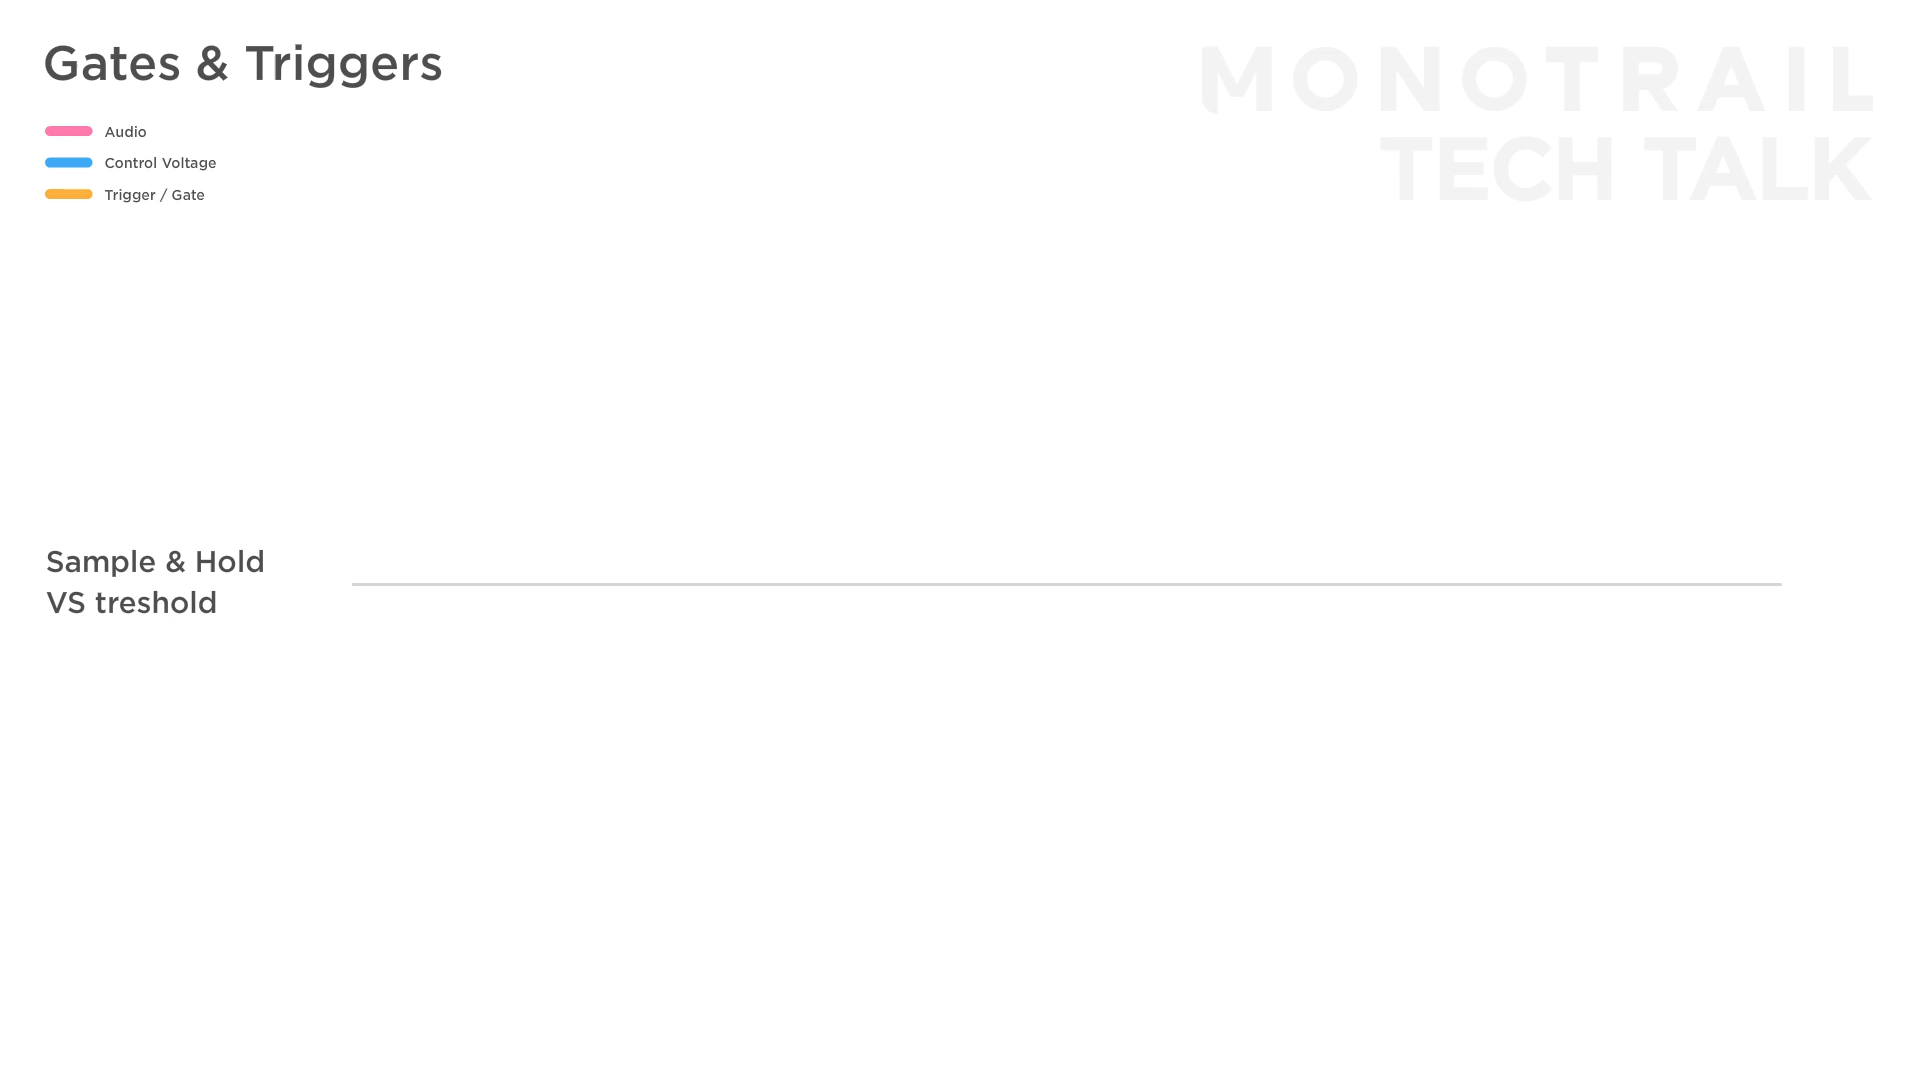 Gates & Triggers
MONOTRAIL
TECH TALK
Audio
Control Voltage
Trigger / Gate
Sample & Hold
VS treshold